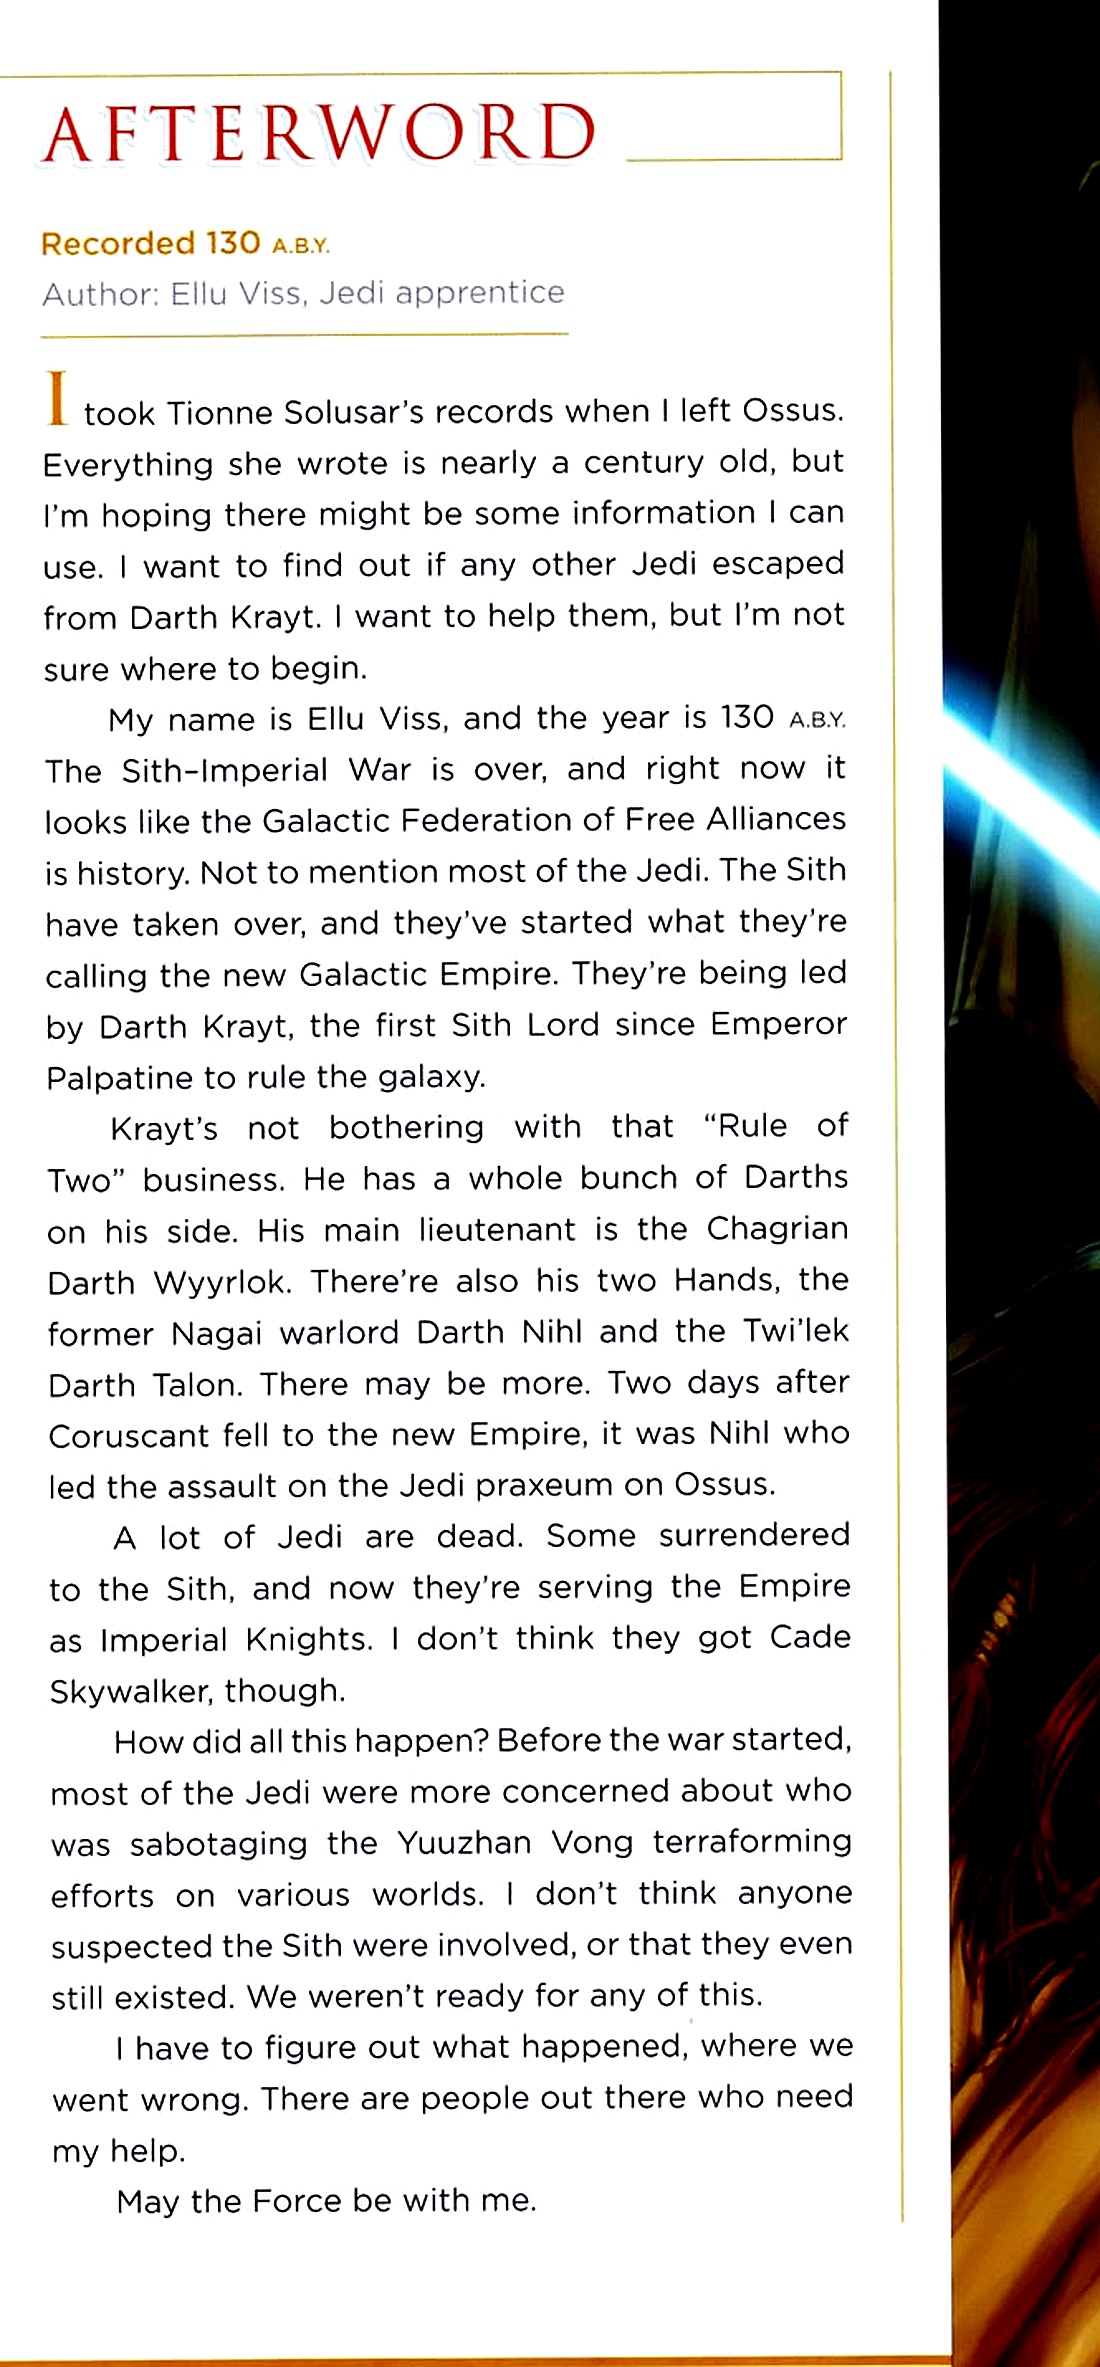 AFTERWORD
Recorded 130 A.B.Y.
Author: Ellu Viss, Jedi apprentice
I took Tionne Solusar's records when I left Ossus.
Everything she wrote is nearly a century old, but
I'm hoping there might be some information I can
use. I want to find out if any other Jedi escaped
from Darth Krayt. I want to help them, but I'm not
sure where to begin.
My name is Ellu Viss, and the year is 130 A.B.Y.
The Sith–Imperial War is over, and right now it
looks like the Galactic Federation of Free Alliances
is history. Not to mention most of the Jedi. The Sith
have taken over, and they've started what they're
calling the new Galactic Empire. They're being led
by Darth Krayt, the first Sith Lord since Emperor
Palpatine to rule the galaxy.
Krayt's not bothering with that “Rule of
Two” business. He has a whole bunch of Darths
on his side. His main lieutenant is the Chagrian
Darth Wyyrlok. There're also his two Hands, the
former Nagai warlord Darth Nihl and the Twi'lek
Darth Talon. There may be more. Two days after
Coruscant fell to the new Empire, it was Nihl who
led the assault on the Jedi praxeum on Ossus.
A lot of Jedi are dead. Some surrendered
to the Sith, and now they're serving the Empire
as Imperial Knights. I don't think they got Cade
Skywalker, though.
How did all this happen? Before the war started,
most of the Jedi were more concerned about who
was sabotaging the Yuuzhan Vong terraforming
efforts on various worlds. I don't think anyone
suspected the Sith were involved, or that they even
still existed. We weren't ready for any of this.
I have to figure out what happened, where we
went wrong. There are people out there who need
my help.
May the Force be with me.